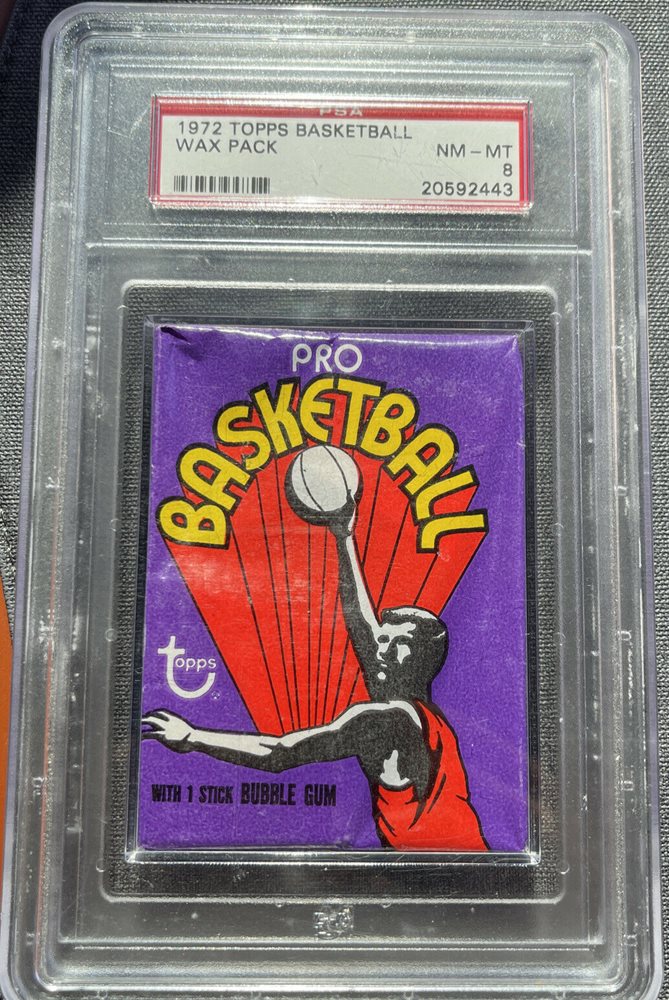 PSA
1972 TOPPS BASKETBALL
WAX PACK
NM - MT
8
20592443
PRO
BASKETBALL
topps
WITH 1 STICK BUBBLE GUM